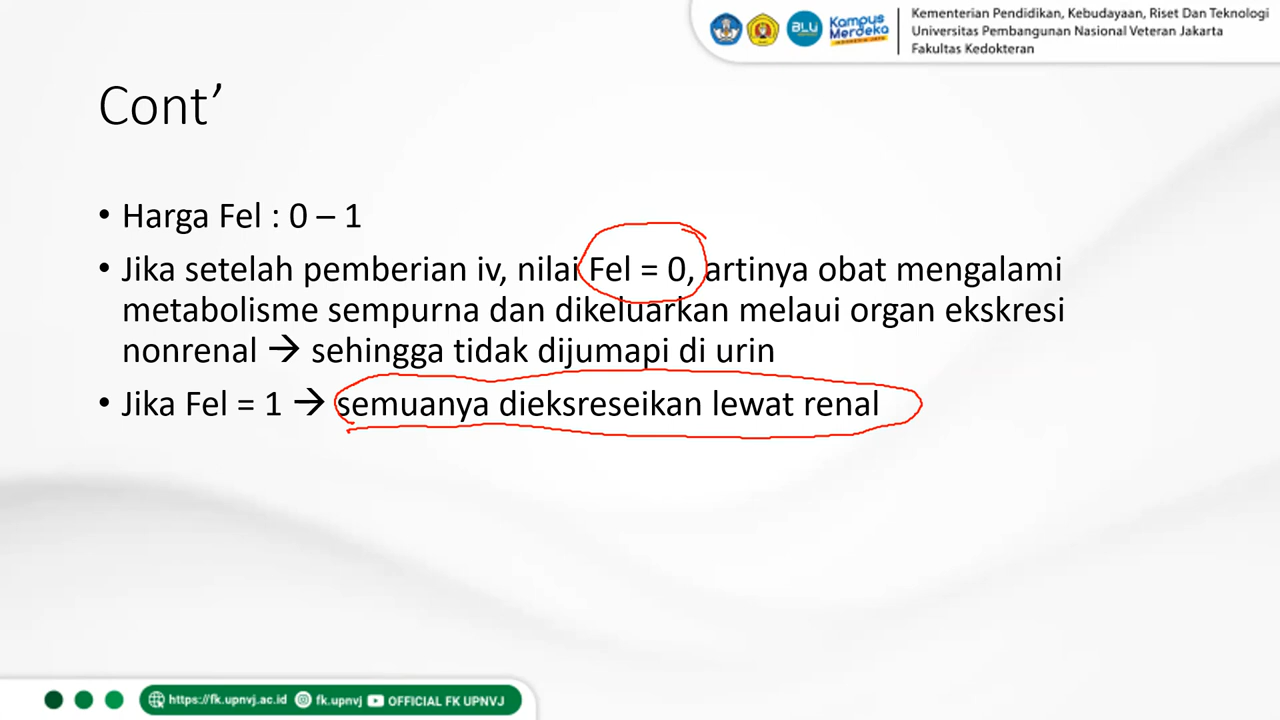 Kementerian Pendidikan, Kebudayaan, Riset Dan Teknologi
Universitas Pembangunan Nasional Veteran Jakarta
Fakultas Kedokteran
BLU
Kampus
Merdeka
INDONESIA JAYA
Cont’
• Harga Fel : 0 – 1
• Jika setelah pemberian iv, nilai Fel = 0, artinya obat mengalami
metabolisme sempurna dan dikeluarkan melaui organ ekskresi
nonrenal → sehingga tidak dijumapi di urin
• Jika Fel = 1 → semuanya dieksreseikan lewat renal
https://fk.upnvj.ac.id fk.upnvj OFFICIAL FK UPNVJ